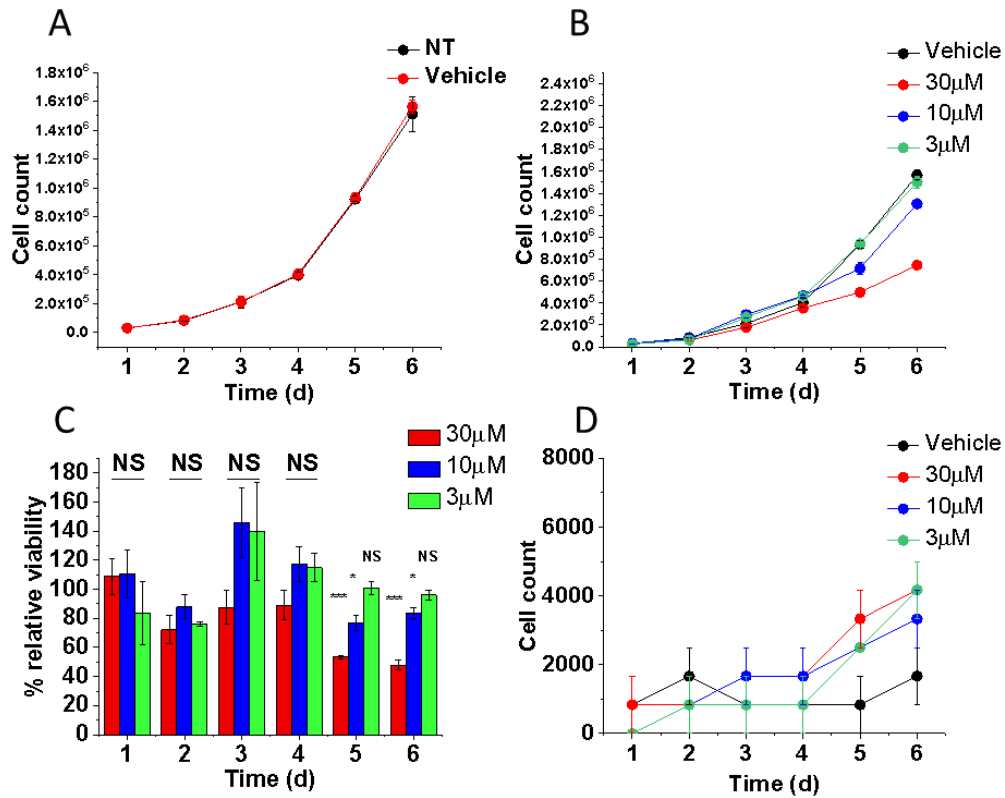 A
NT
Vehicle
1.8x10⁶
1.6x10⁶
1.4x10⁶
1.2x10⁶
1.0x10⁶
8.0x10⁵
6.0x10⁵
4.0x10⁵
2.0x10⁵
0.0
Cell count
1 2 3 4 5 6
Time (d)
B
Vehicle
30μM
10μM
3μM
2.4x10⁶
2.2x10⁶
2.0x10⁶
1.8x10⁶
1.6x10⁶
1.4x10⁶
1.2x10⁶
1.0x10⁶
8.0x10⁵
6.0x10⁵
4.0x10⁵
2.0x10⁵
0.0
Cell count
1 2 3 4 5 6
Time (d)
C
30μM
10μM
3μM
NS NS NS NS
*** * NS *** * NS
180
160
140
120
100
80
60
40
20
0
% relative viability
1 2 3 4 5 6
Time (d)
D
Vehicle
30μM
10μM
3μM
8000
6000
4000
2000
0
Cell count
1 2 3 4 5 6
Time (d)